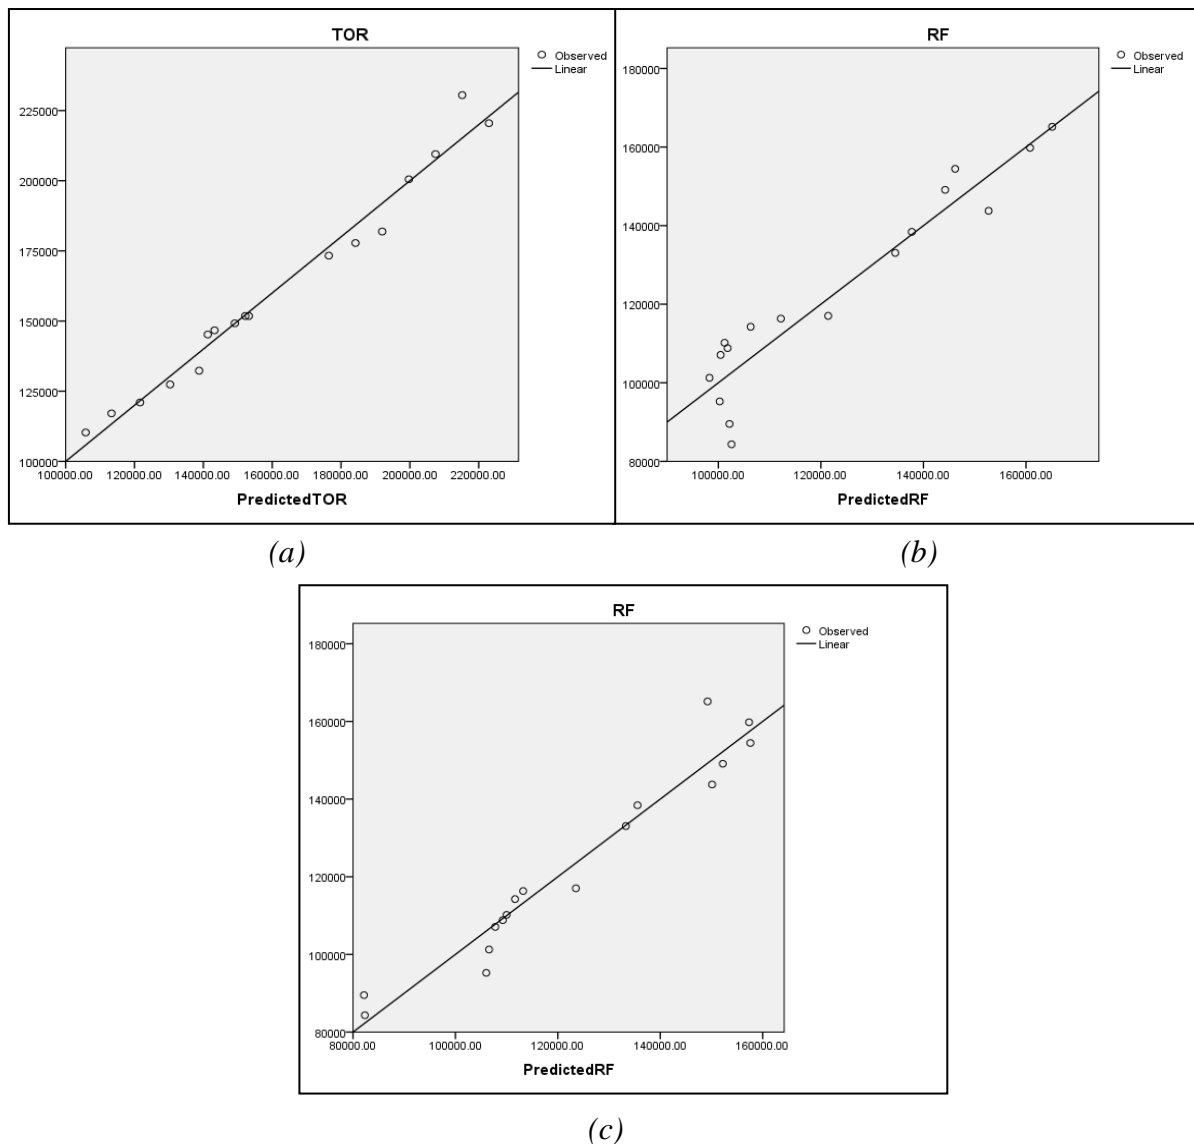 TOR
Observed
Linear
225000
200000
175000
150000
125000
100000
100000.00 120000.00 140000.00 160000.00 180000.00 200000.00 220000.00
PredictedTOR
RF
Observed
Linear
180000
160000
140000
120000
100000
80000
100000.00 120000.00 140000.00 160000.00
PredictedRF
(a)
(b)
RF
Observed
Linear
180000
160000
140000
120000
100000
80000
80000.00 100000.00 120000.00 140000.00 160000.00
PredictedRF
(c)